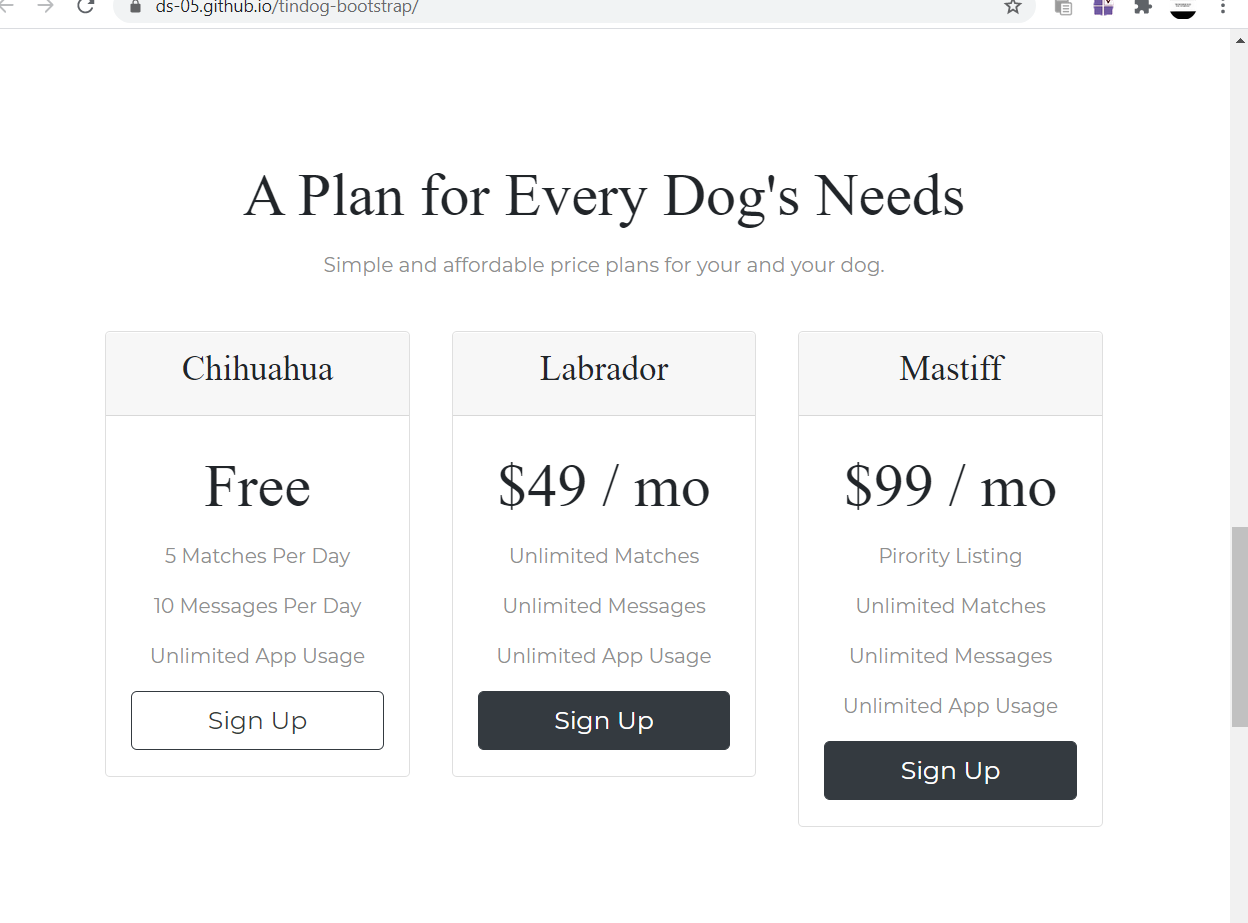 ds-05.github.io/tindog-bootstrap/
A Plan for Every Dog's Needs
Simple and affordable price plans for your and your dog.
Chihuahua
Free
5 Matches Per Day
10 Messages Per Day
Unlimited App Usage
Sign Up
Labrador
$49 / mo
Unlimited Matches
Unlimited Messages
Unlimited App Usage
Sign Up
Mastiff
$99 / mo
Pirority Listing
Unlimited Matches
Unlimited Messages
Unlimited App Usage
Sign Up